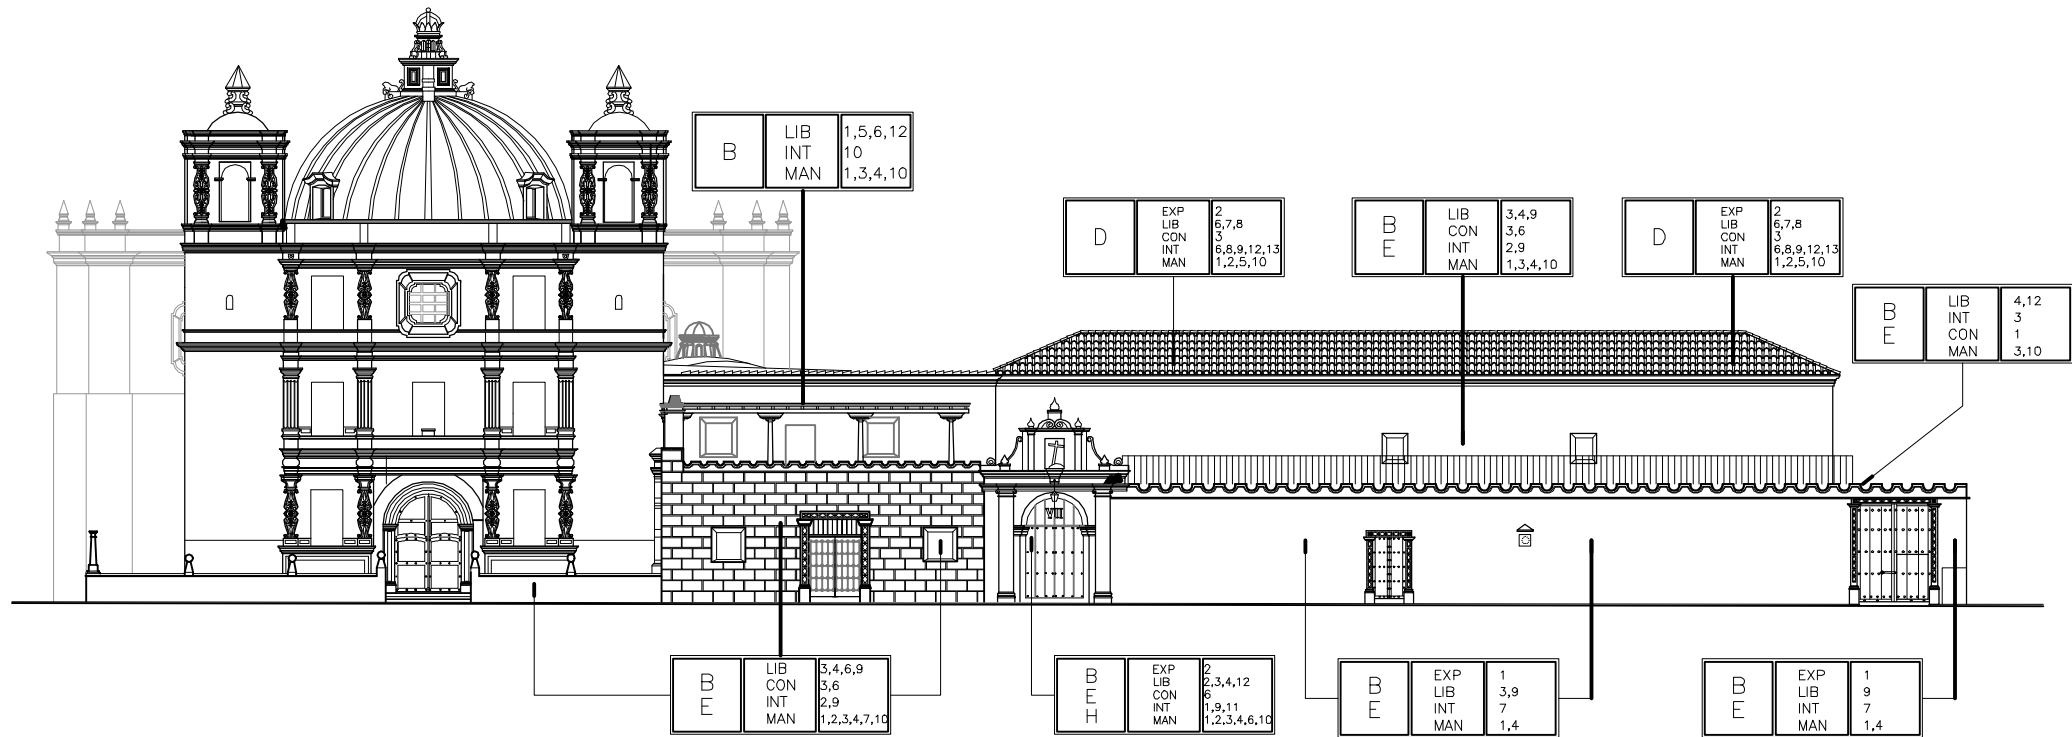 B
LIB 1,5,6,12
INT 10
MAN 1,3,4,10
D
EXP 2
LIB 6,7,8
CON 3
INT 6,8,9,12,13
MAN 1,2,5,10
B
E
LIB 3,4,9
CON 3,6
INT 2,9
MAN 1,3,4,10
D
EXP 2
LIB 6,7,8
CON 3
INT 6,8,9,12,13
MAN 1,2,5,10
B
E
LIB 4,12
INT 3
CON 1
MAN 3,10
VIII
B
E
LIB 3,4,6,9
CON 3,6
INT 2,9
MAN 1,2,3,4,7,10
B
E
H
EXP 2
LIB 2,3,4,12
CON 6
INT 1,9,11
MAN 1,2,3,4,6,10
B
E
EXP 1
LIB 3,9
INT 7
MAN 1,4
B
E
EXP 1
LIB 9
INT 7
MAN 1,4